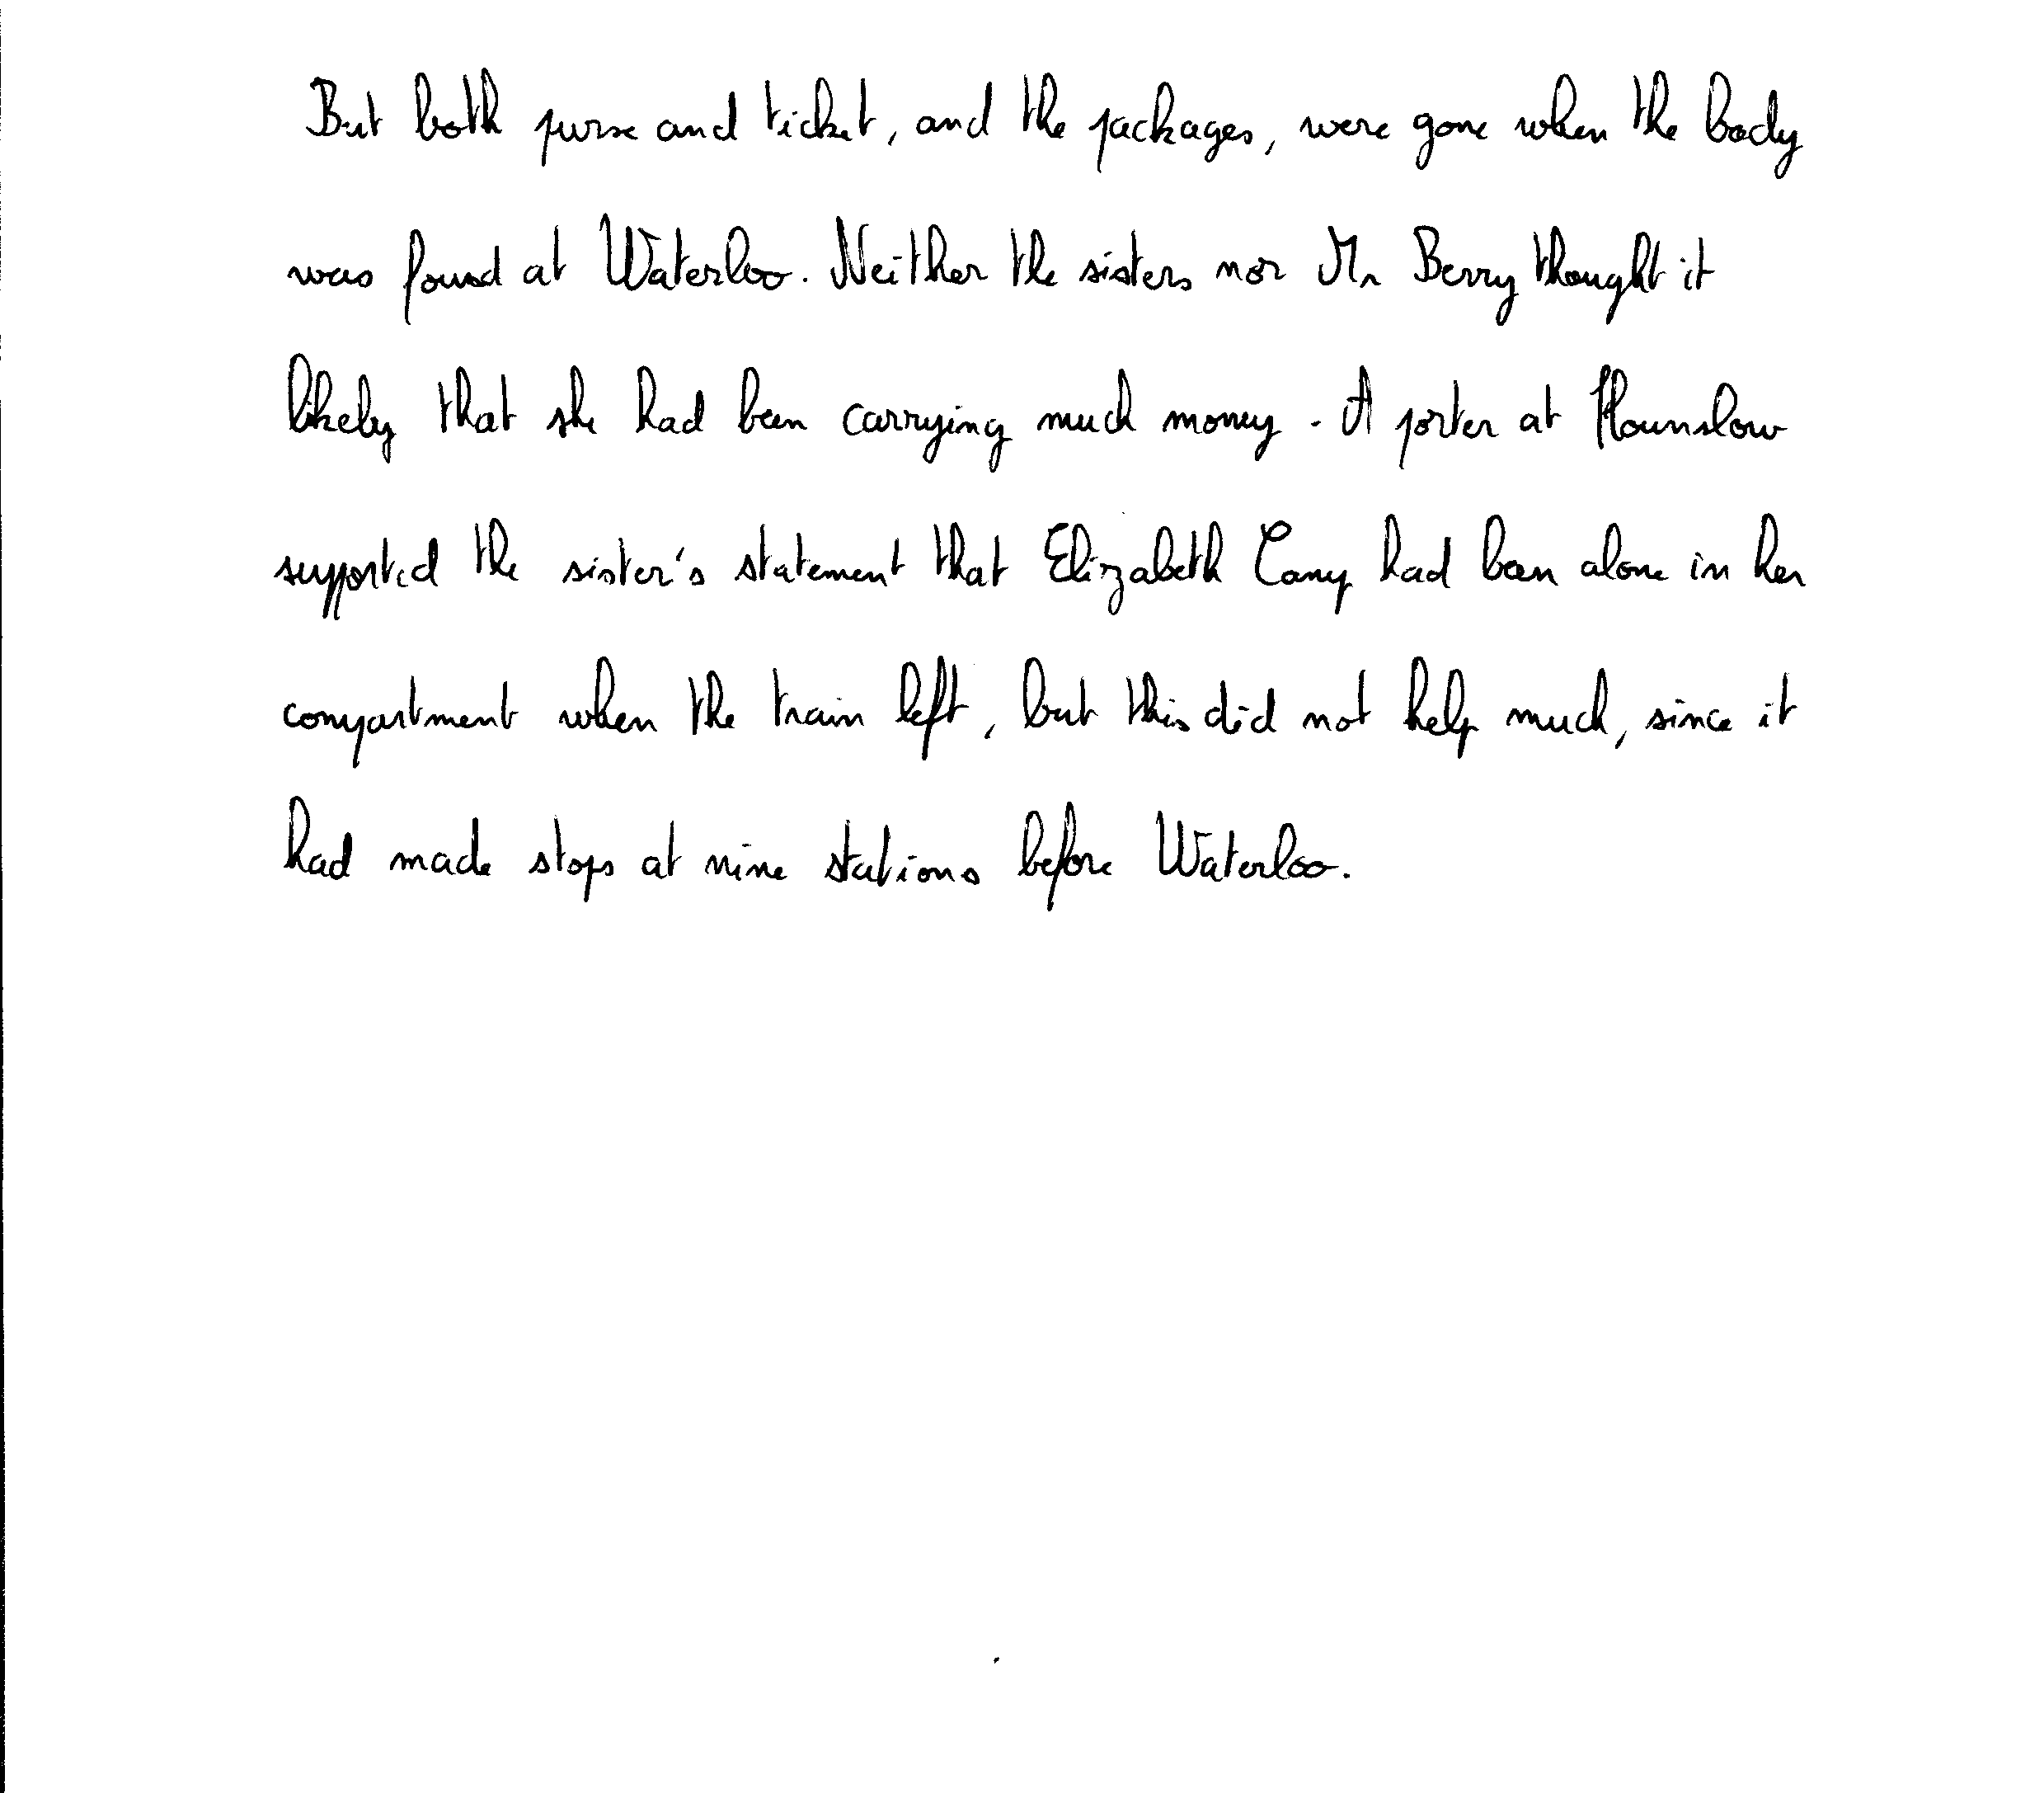 But both purse and ticket, and the packages, were gone when the body
was found at Waterloo. Neither the sisters nor Mr Berry thought it
likely that she had been carrying much money. A porter at Hounslow
supported the sister's statement that Elizabeth Camp had been alone in her
compartment when the train left, but this did not help much, since it
had made stops at nine stations before Waterloo.